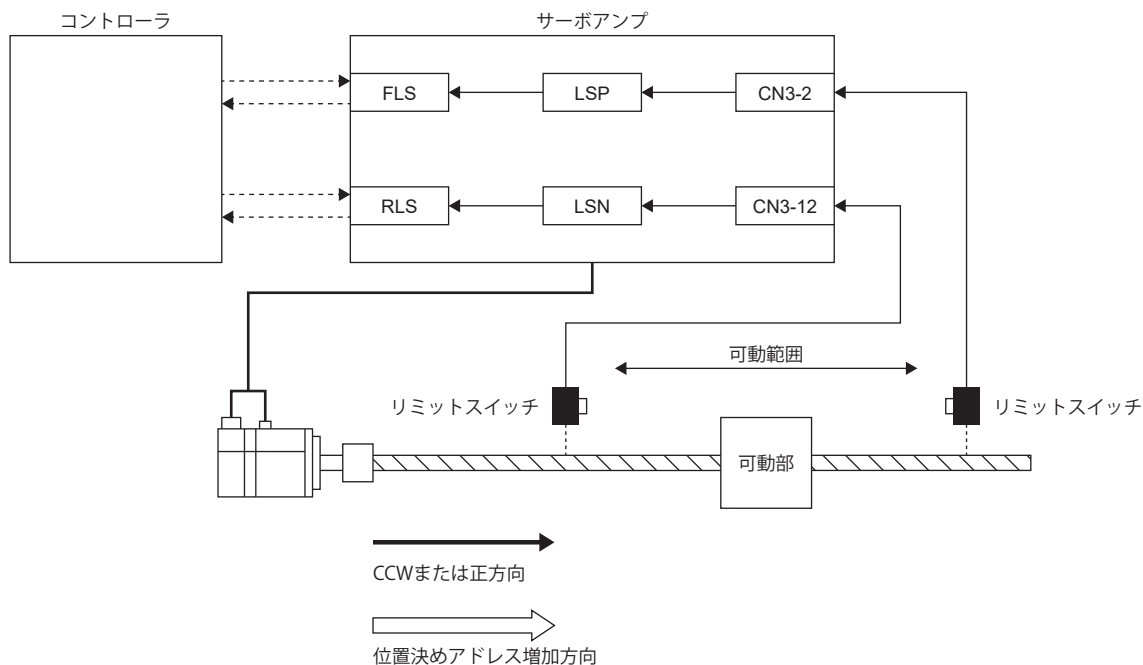 コントローラ
サーボアンプ
FLS
LSP
CN3-2
RLS
LSN
CN3-12
可動範囲
リミットスイッチ
リミットスイッチ
可動部
CCWまたは正方向
位置決めアドレス増加方向